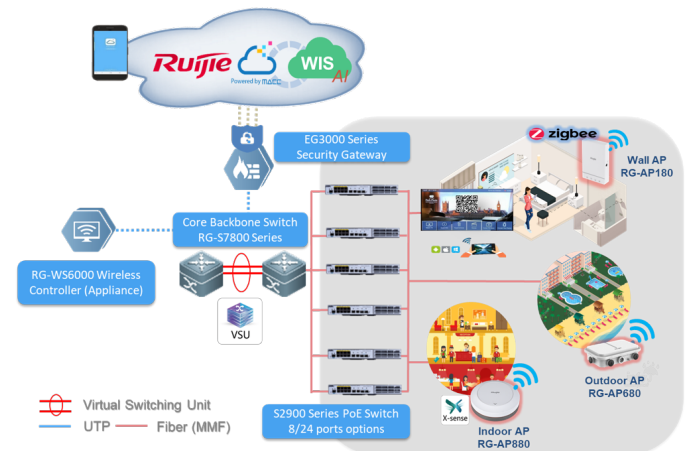 Ruijie
Powered by MACC
WIS
AI
EG3000 Series
Security Gateway
zigbee
Wall AP
RG-AP180
Core Backbone Switch
RG-S7800 Series
RG-WS6000 Wireless
Controller (Appliance)
VSU
Outdoor AP
RG-AP680
Virtual Switching Unit
UTP
Fiber (MMF)
S2900 Series PoE Switch
8/24 ports options
X-sense
Indoor AP
RG-AP880